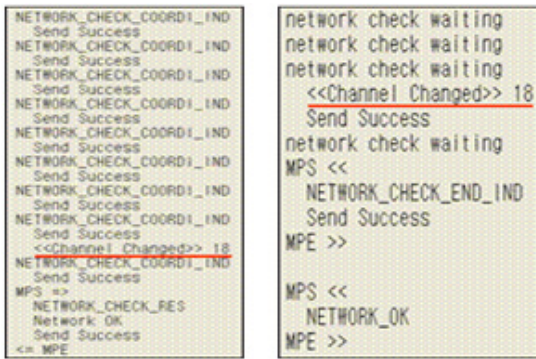 NETWORK_CHECK_COORDI_IND
Send Success
NETWORK_CHECK_COORDI_IND
Send Success
NETWORK_CHECK_COORDI_IND
Send Success
NETWORK_CHECK_COORDI_IND
Send Success
NETWORK_CHECK_COORDI_IND
Send Success
NETWORK_CHECK_COORDI_IND
Send Success
NETWORK_CHECK_COORDI_IND
Send Success
NETWORK_CHECK_COORDI_IND
Send Success
<<Channel Changed>> 18
NETWORK_CHECK_COORDI_IND
Send Success
MPS =>
NETWORK_CHECK_RES
Network OK
Send Success
<= MPE
network check waiting
network check waiting
network check waiting
<<Channel Changed>> 18
Send Success
network check waiting
MPS <<
NETWORK_CHECK_END_IND
Send Success
MPE >>
MPS <<
NETWORK_OK
MPE >>